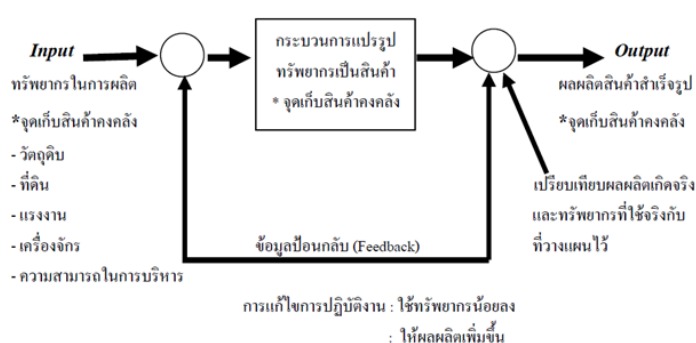 Input
ทรัพยากรในการผลิต
*จุดเก็บสินค้าคงคลัง
- วัตถุดิบ
- ที่ดิน
- แรงงาน
- เครื่องจักร
- ความสามารถในการบริหาร
กระบวนการแปรรูป
ทรัพยากรเป็นสินค้า
* จุดเก็บสินค้าคงคลัง
Output
ผลผลิตสินค้าสำเร็จรูป
*จุดเก็บสินค้าคงคลัง
เปรียบเทียบผลผลิตเกิดจริง
และทรัพยากรที่ใช้จริงกับ
ที่วางแผนไว้
ข้อมูลป้อนกลับ (Feedback)
การแก้ไขการปฏิบัติงาน : ใช้ทรัพยากรน้อยลง
: ให้ผลผลิตเพิ่มขึ้น